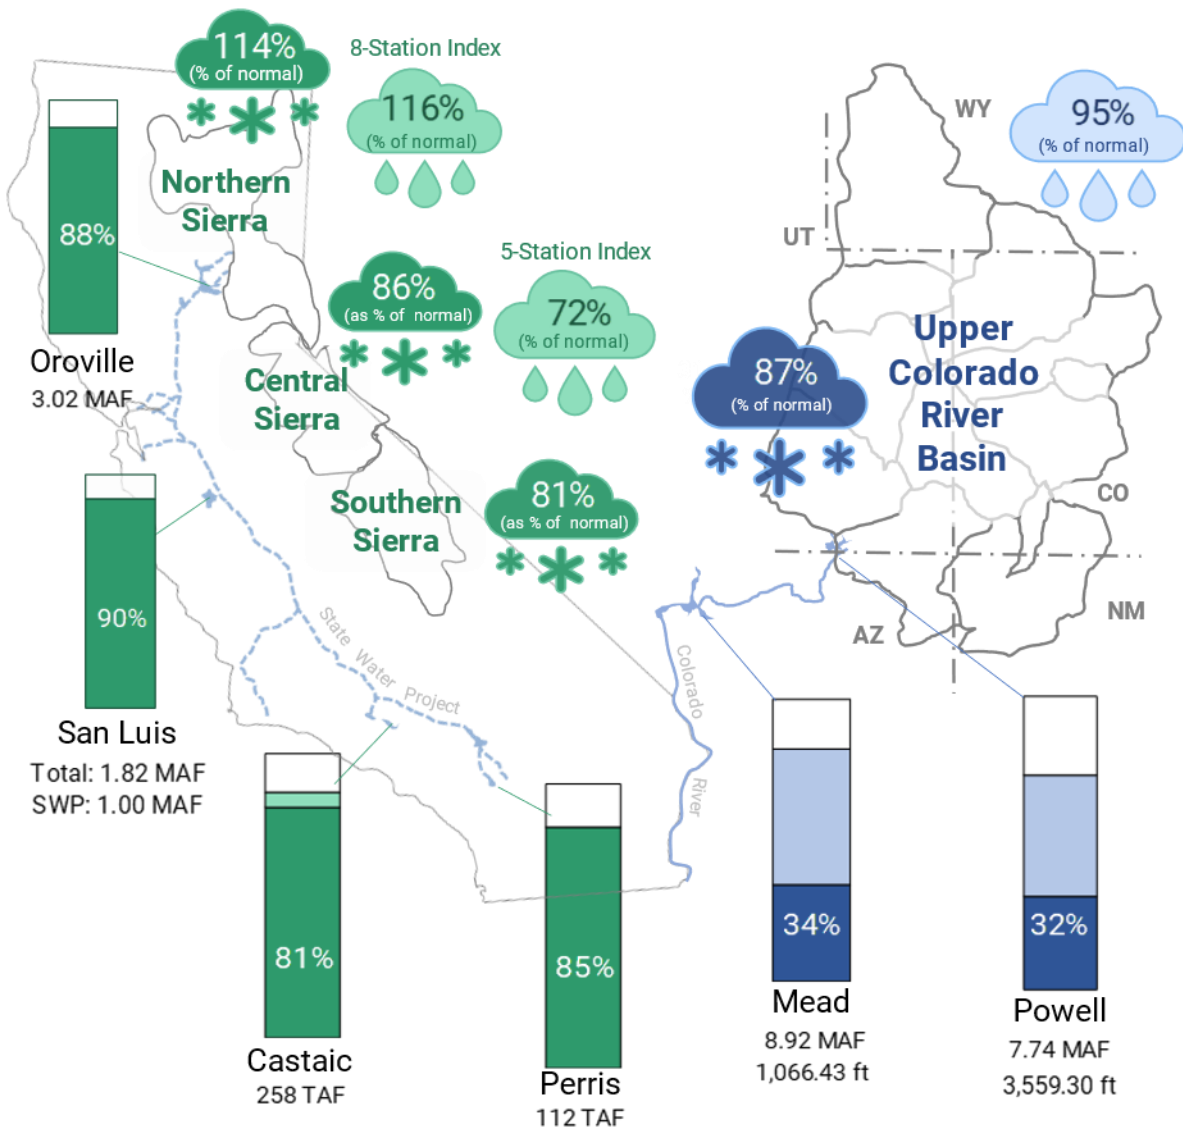 114%
(% of normal)
8-Station Index
116%
(% of normal)
Northern
Sierra
88%
Oroville
3.02 MAF
5-Station Index
86%
(as % of normal)
72%
(% of normal)
Central
Sierra
Southern
Sierra
81%
(as % of normal)
90%
San Luis
Total: 1.82 MAF
SWP: 1.00 MAF
State Water Project
81%
Castaic
258 TAF
85%
Perris
112 TAF
Colorado
River
WY
95%
(% of normal)
UT
87%
(% of normal)
Upper
Colorado
River
Basin
CO
NM
AZ
34%
Mead
8.92 MAF
1,066.43 ft
32%
Powell
7.74 MAF
3,559.30 ft